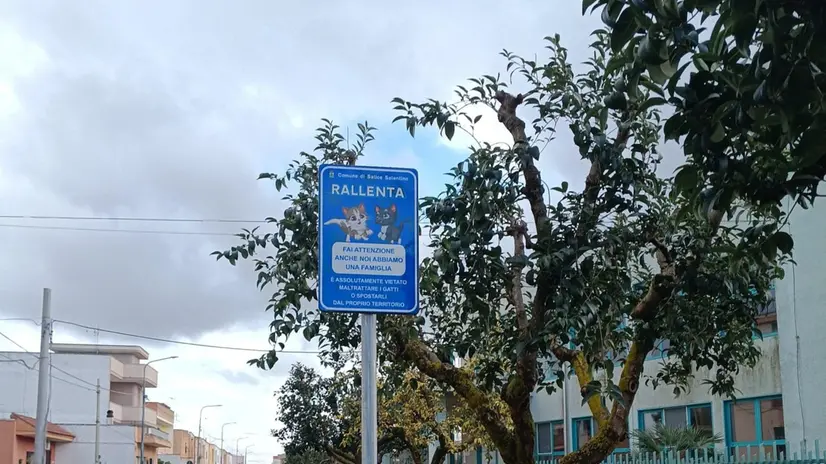 Comune di Salice Salentino
RALLENTA
FAI ATTENZIONE
ANCHE NOI ABBIAMO
UNA FAMIGLIA
È ASSOLUTAMENTE VIETATO
MALTRATTARE I GATTI
O SPOSTARLI
DAL PROPRIO TERRITORIO